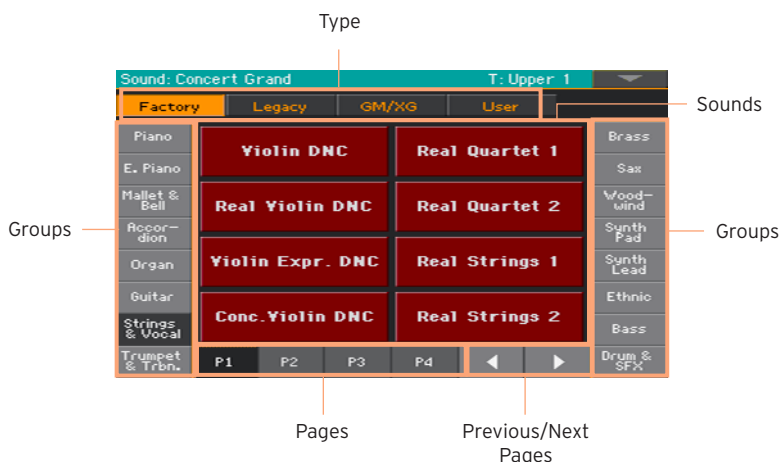 Type
Sound: Concert Grand T: Upper 1
Factory Legacy GM/XG User
Sounds
Piano
E. Piano
Mallet &
Bell
Accor-
dion
Organ
Guitar
Strings
& Vocal
Trumpet
& Trbn.
Groups
Violin DNC Real Quartet 1
Real Violin DNC Real Quartet 2
Violin Expr. DNC Real Strings 1
Conc.Violin DNC Real Strings 2
Brass
Sax
Wood-
wind
Synth
Pad
Synth
Lead
Ethnic
Bass
Drum &
SFX
Groups
P1 P2 P3 P4
Pages
Previous/Next
Pages